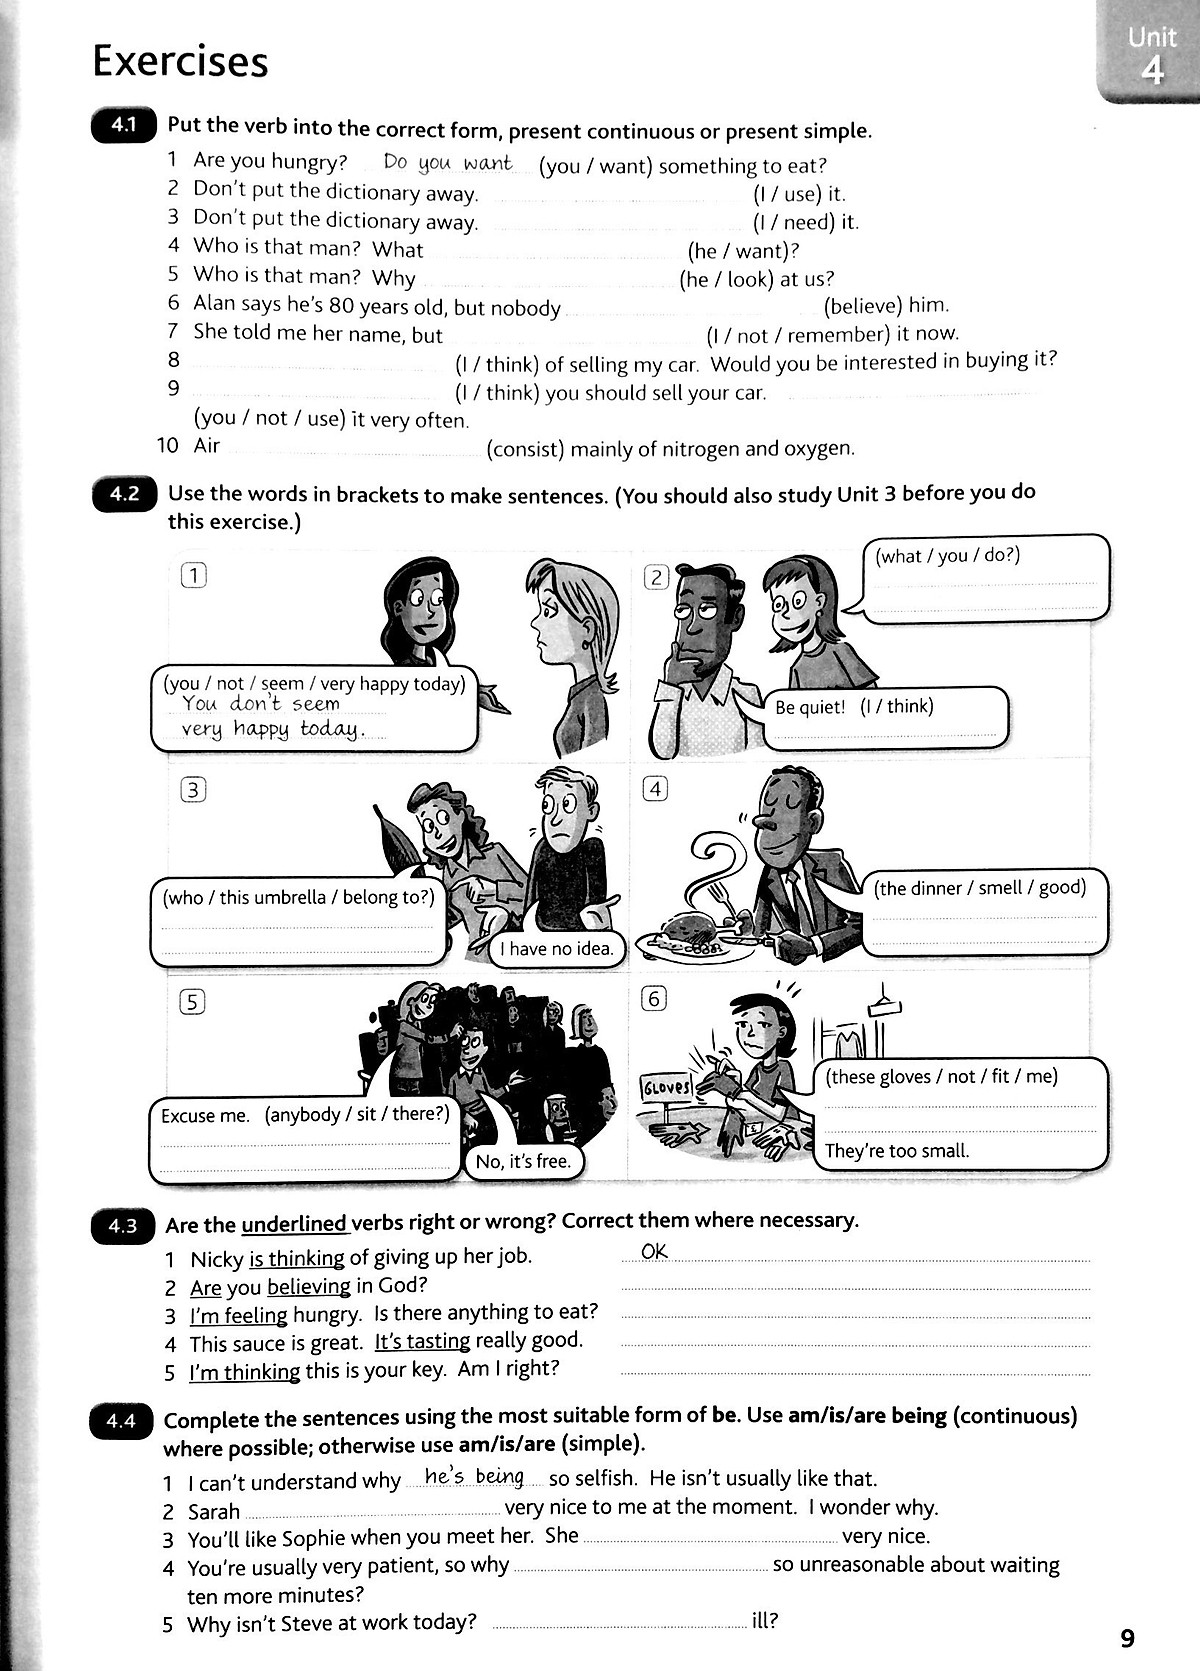 Unit
4
Exercises
4.1 Put the verb into the correct form, present continuous or present simple.
1 Are you hungry? Do you want (you / want) something to eat?
2 Don't put the dictionary away. (I / use) it.
3 Don't put the dictionary away. (I / need) it.
4 Who is that man? What (he / want)?
5 Who is that man? Why (he / look) at us?
6 Alan says he's 80 years old, but nobody (believe) him.
7 She told me her name, but (I / not / remember) it now.
8 (I / think) of selling my car. Would you be interested in buying it?
9 (I / think) you should sell your car.
(you / not / use) it very often.
10 Air (consist) mainly of nitrogen and oxygen.
4.2 Use the words in brackets to make sentences. (You should also study Unit 3 before you do
this exercise.)
1
(you / not / seem / very happy today)
You don't seem
very happy today.
2
(what / you / do?)
Be quiet! (I / think)
3
(who / this umbrella / belong to?)
I have no idea.
4
(the dinner / smell / good)
5
Excuse me. (anybody / sit / there?)
No, it's free.
6
GLOVES
(these gloves / not / fit / me)
They're too small.
4.3 Are the underlined verbs right or wrong? Correct them where necessary.
1 Nicky is thinking of giving up her job. OK
2 Are you believing in God?
3 I'm feeling hungry. Is there anything to eat?
4 This sauce is great. It's tasting really good.
5 I'm thinking this is your key. Am I right?
4.4 Complete the sentences using the most suitable form of be. Use am/is/are being (continuous)
where possible; otherwise use am/is/are (simple).
1 I can't understand why he's being so selfish. He isn't usually like that.
2 Sarah very nice to me at the moment. I wonder why.
3 You'll like Sophie when you meet her. She very nice.
4 You're usually very patient, so why so unreasonable about waiting
ten more minutes?
5 Why isn't Steve at work today? ill?
9